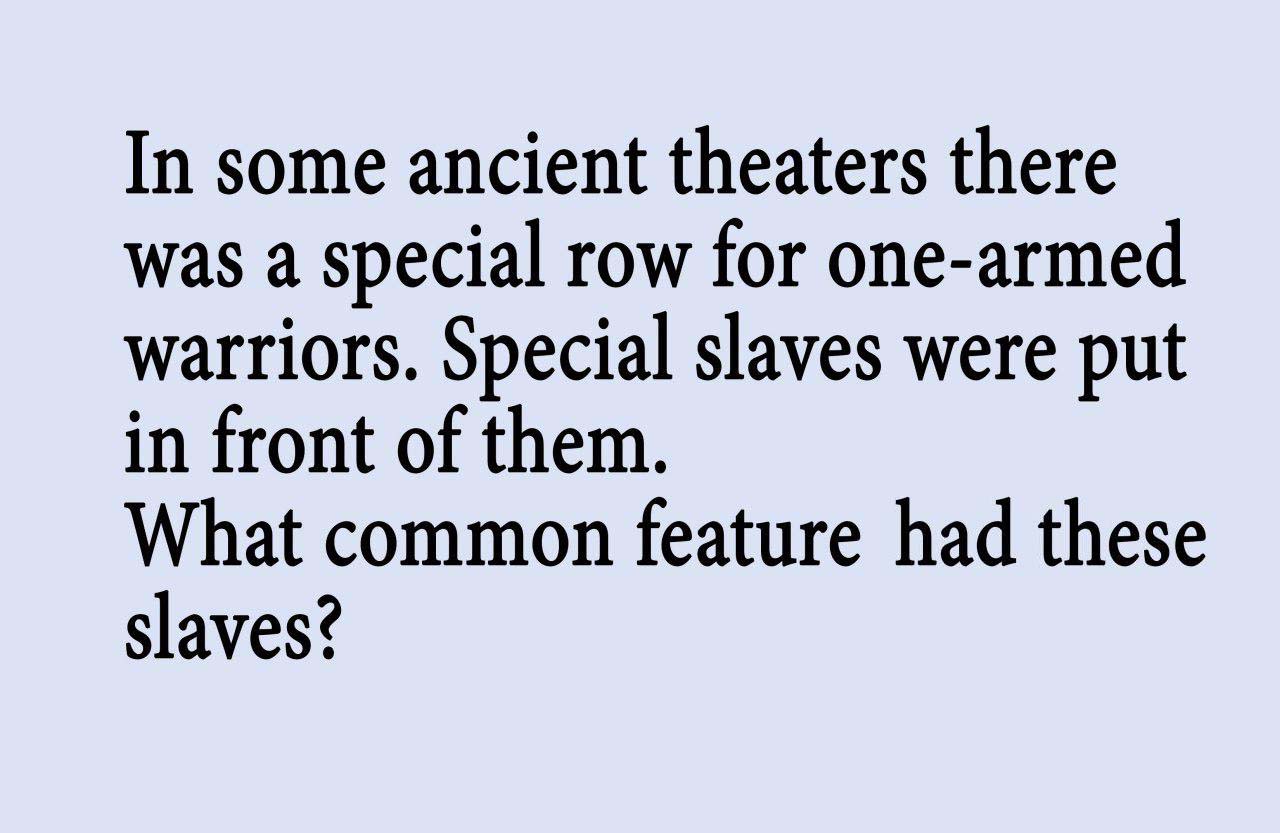 In some ancient theaters there
was a special row for one-armed
warriors. Special slaves were put
in front of them.
What common feature had these
slaves?